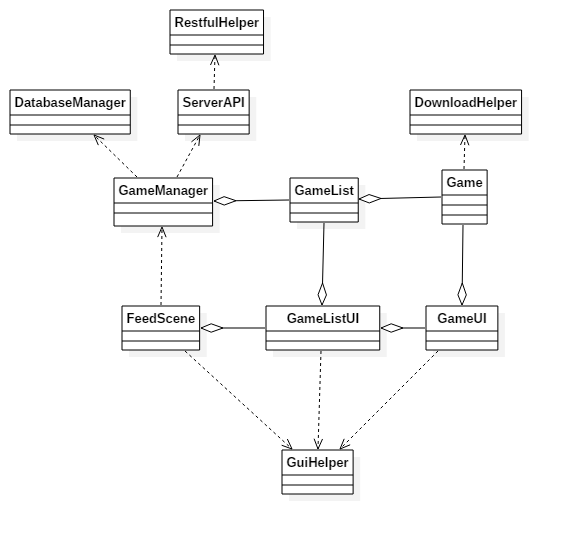 RestfulHelper
DatabaseManager
ServerAPI
DownloadHelper
GameManager
GameList
Game
FeedScene
GameListUI
GameUI
GuiHelper